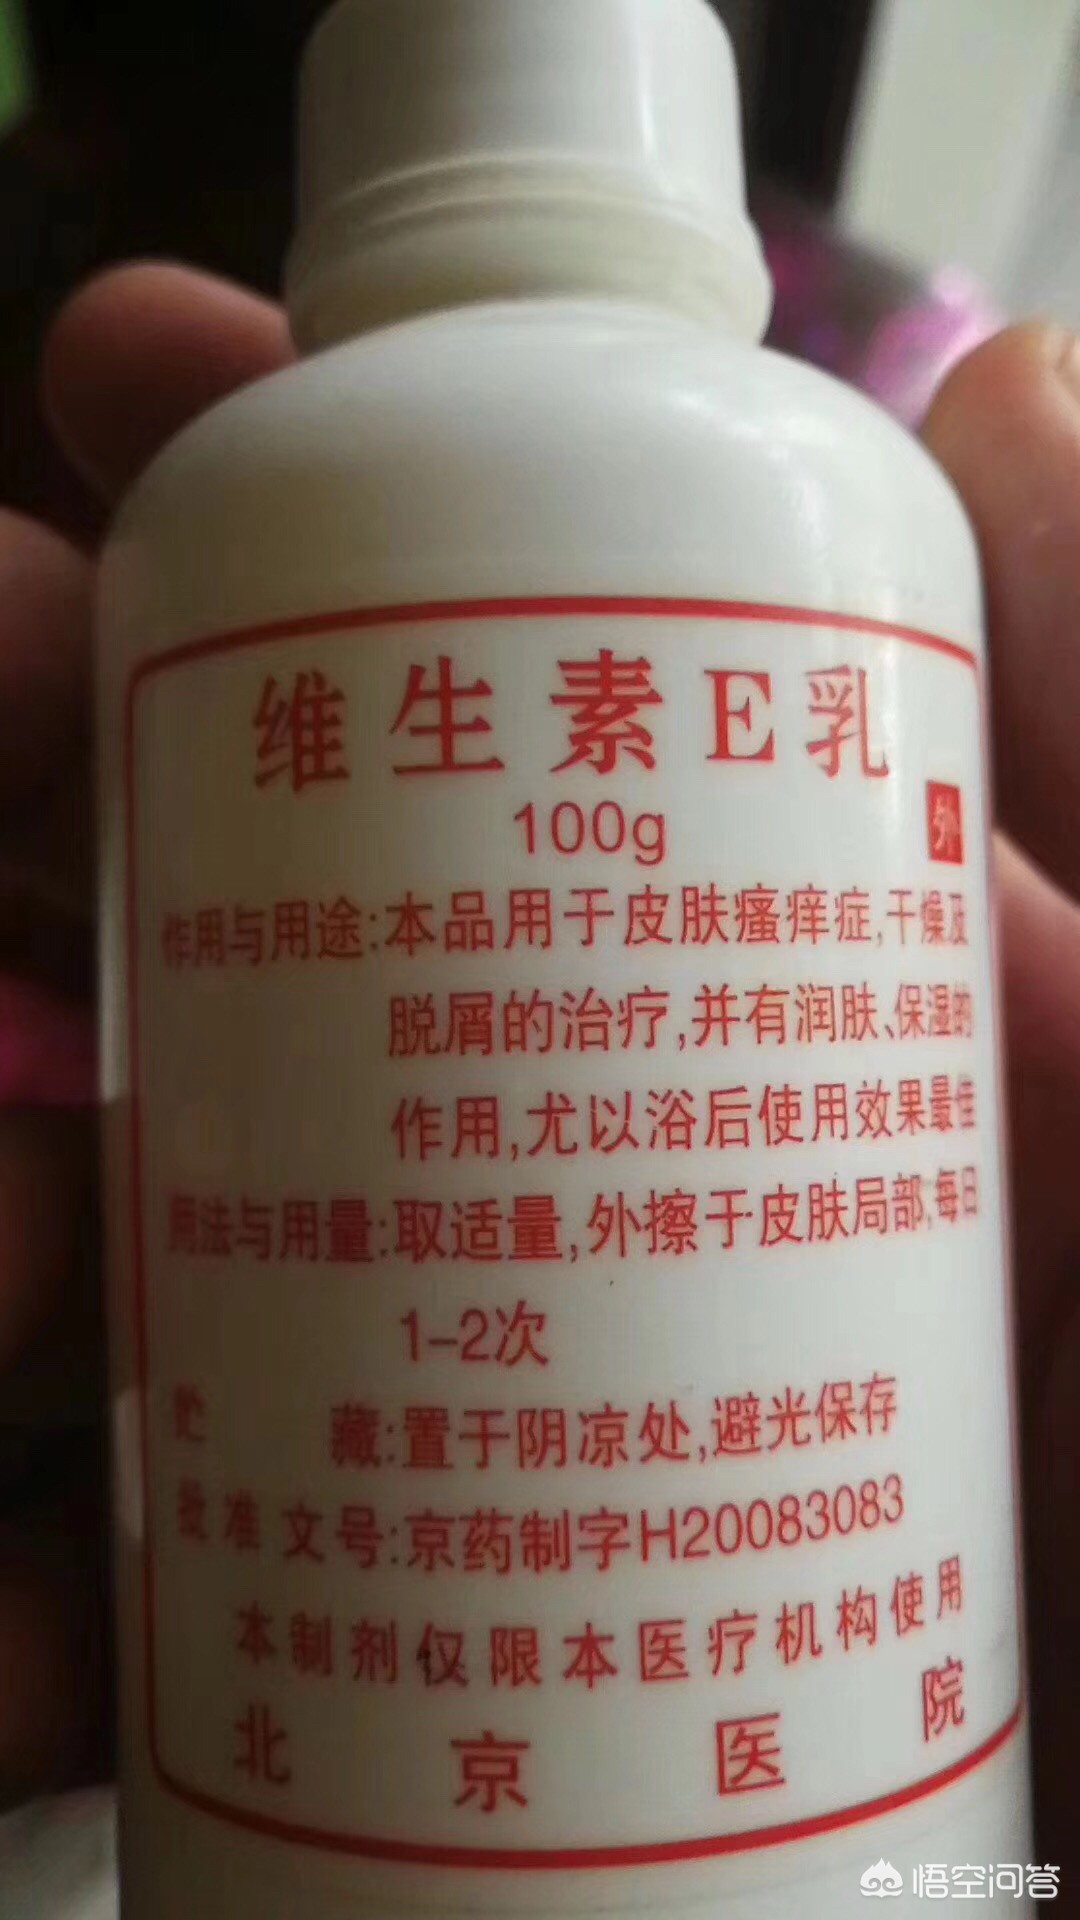 维生素E乳
100g
外
作用与用途:本品用于皮肤瘙痒症,干燥及
脱屑的治疗,并有润肤、保湿的
作用,尤以浴后使用效果最佳
用法与用量:取适量,外擦于皮肤局部,每日
1-2次
贮藏:置于阴凉处,避光保存
批准文号:京药制字H20083083
本制剂仅限本医疗机构使用
北京医院
悟空问答